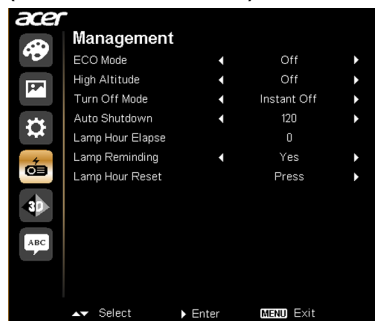 acer
Management
ECO Mode Off
High Altitude Off
Turn Off Mode Instant Off
Auto Shutdown 120
Lamp Hour Elapse 0
Lamp Reminding Yes
Lamp Hour Reset Press
3D
ABC
Select Enter MENU Exit